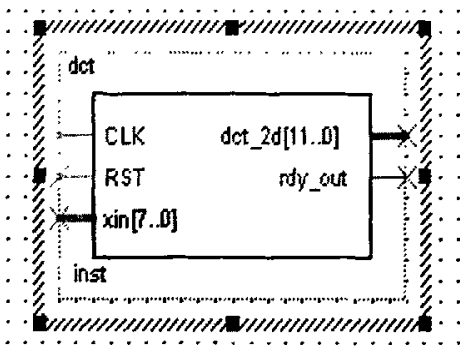 dct
CLK dct_2d[11..0]
RST rdy_out
xin[7..0]
inst